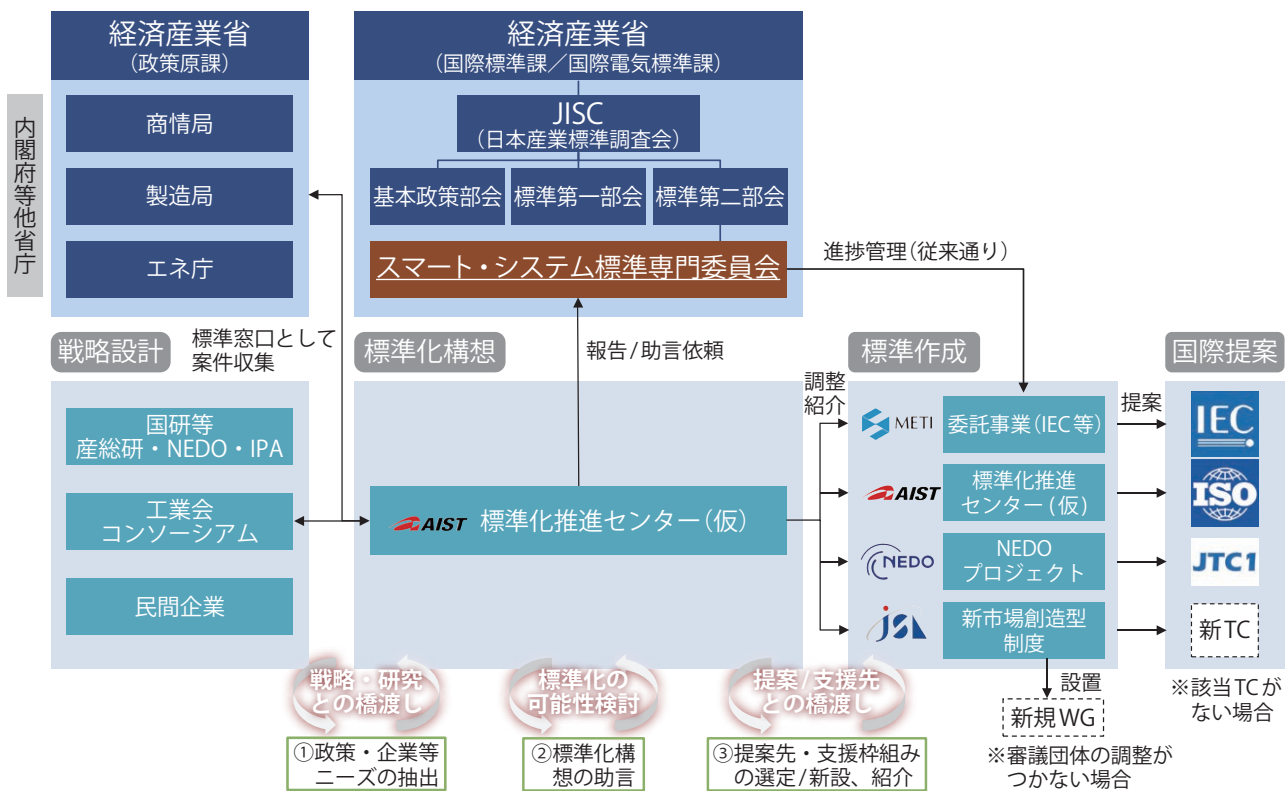 経済産業省
(政策原課)
商情局
製造局
エネ庁
内閣府等他省庁
経済産業省
(国際標準課／国際電気標準課)
JISC
(日本産業標準調査会)
基本政策部会
標準第一部会
標準第二部会
スマート・システム標準専門委員会
進捗管理(従来通り)
戦略設計
標準窓口として
案件収集
標準化構想
報告/助言依頼
標準作成
国際提案
国研等
産総研・NEDO・IPA
工業会
コンソーシアム
民間企業
AIST 標準化推進センター(仮)
調整
紹介
METI
委託事業(IEC等)
提案
IEC
AIST
標準化推進
センター(仮)
ISO
NEDO
NEDO
プロジェクト
JTC1
JSA
新市場創造型
制度
新TC
設置
新規WG
※該当TCが
ない場合
※審議団体の調整が
つかない場合
戦略・研究
との橋渡し
標準化の
可能性検討
提案/支援先
との橋渡し
①政策・企業等
ニーズの抽出
②標準化構
想の助言
③提案先・支援枠組み
の選定/新設、紹介